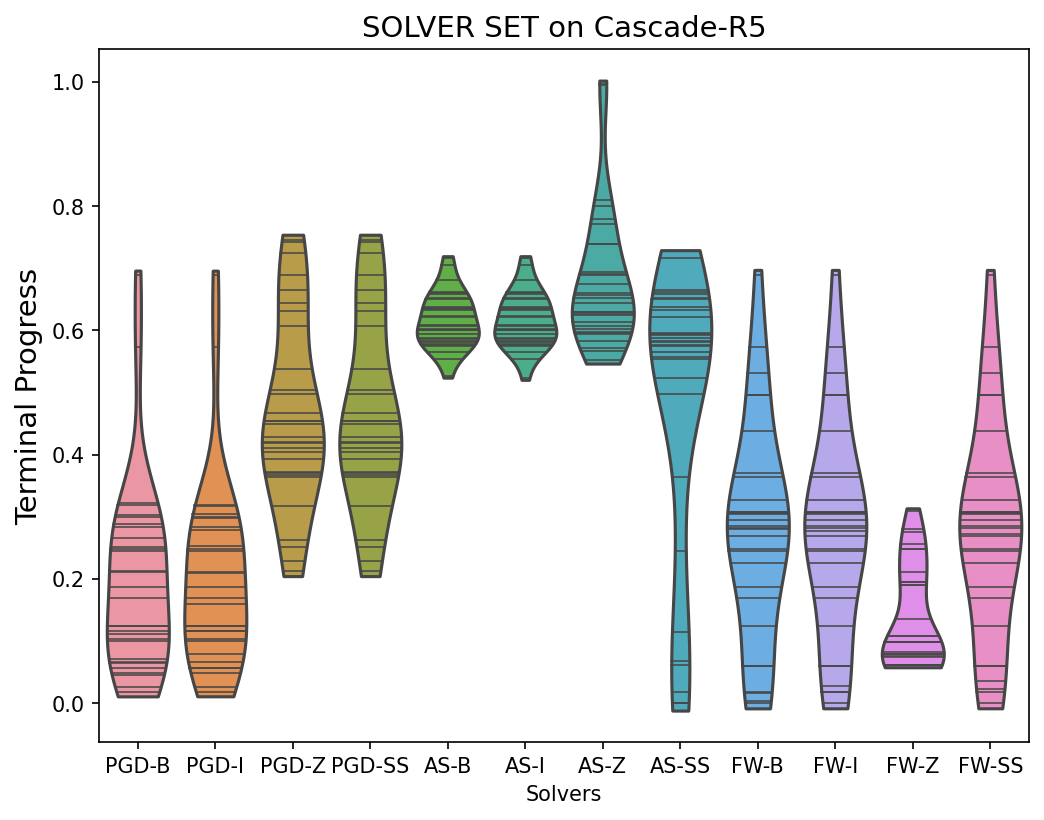 SOLVER SET on Cascade-R5
Terminal Progress
1.0
0.8
0.6
0.4
0.2
0.0
PGD-B PGD-I PGD-Z PGD-SS AS-B AS-I AS-Z AS-SS FW-B FW-I FW-Z FW-SS
Solvers